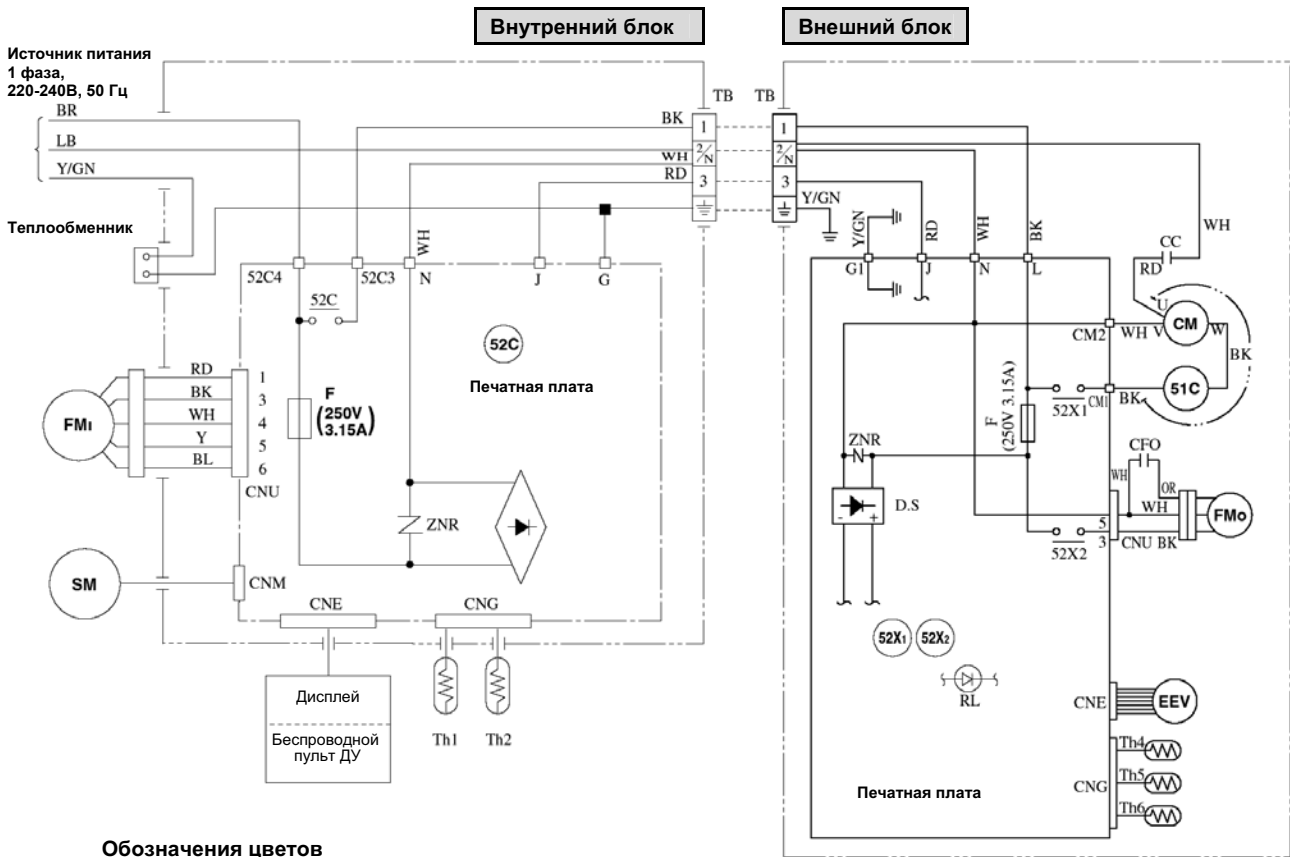 Внутренний блок
Внешний блок
Источник питания
1 фаза,
220-240В, 50 Гц
BR
LB
Y/GN
Теплообменник
TB
TB
BK
1
1
WH
2/N
2/N
RD
3
3
Y/GN
WH
52C4
52C3
N
J
G
52C
52C
Печатная плата
F
(250V
3.15A)
RD
1
BK
3
WH
4
Y
5
BL
6
FMI
CNU
ZNR
SM
CNM
CNE
CNG
Дисплей
Беспроводной
пульт ДУ
Th1
Th2
Y/GN
RD
WH
BK
WH
G1
J
N
L
CC
RD
U
CM
CM2
WH
V
W
BK
51C
52X1
CM1
BK
F
(250V 3.15A)
ZNR
D.S
-
+
CFO
WH
OR
WH
FMo
5
3
CNU
BK
52X2
52X1
52X2
RL
CNE
EEV
Th4
CNG
Th5
Th6
Печатная плата
Обозначения цветов